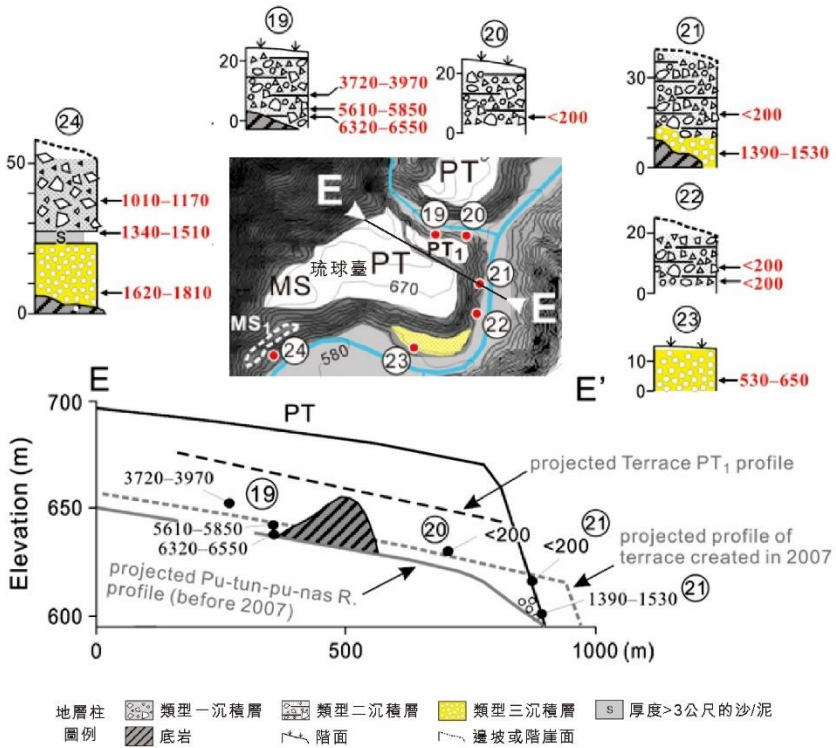 ⑲
20
0
3720–3970
5610–5850
6320–6550
⑳
20
0
<200
㉑
40
20
0
<200
1390–1530
㉔
50
0
S
1010–1170
1340–1510
1620–1810
E
PT
⑲
⑳
PT₁
琉球臺
PT
670
MS
㉑
E'
MS₁
㉒
㉔
580
㉓
㉒
20
0
<200
<200
㉓
10
0
530–650
E
E'
700
650
600
Elevation (m)
PT
projected Terrace PT₁ profile
3720–3970
⑲
5610–5850
6320–6550
⑳
<200
㉑
<200
projected profile of
terrace created in 2007
projected Pu-tun-pu-nas R.
profile (before 2007)
1390–1530
㉑
0
500
1000 (m)
地層柱
圖例
類型一沉積層
類型二沉積層
類型三沉積層
S
厚度>3公尺的沙/泥
底岩
階面
邊坡或階崖面